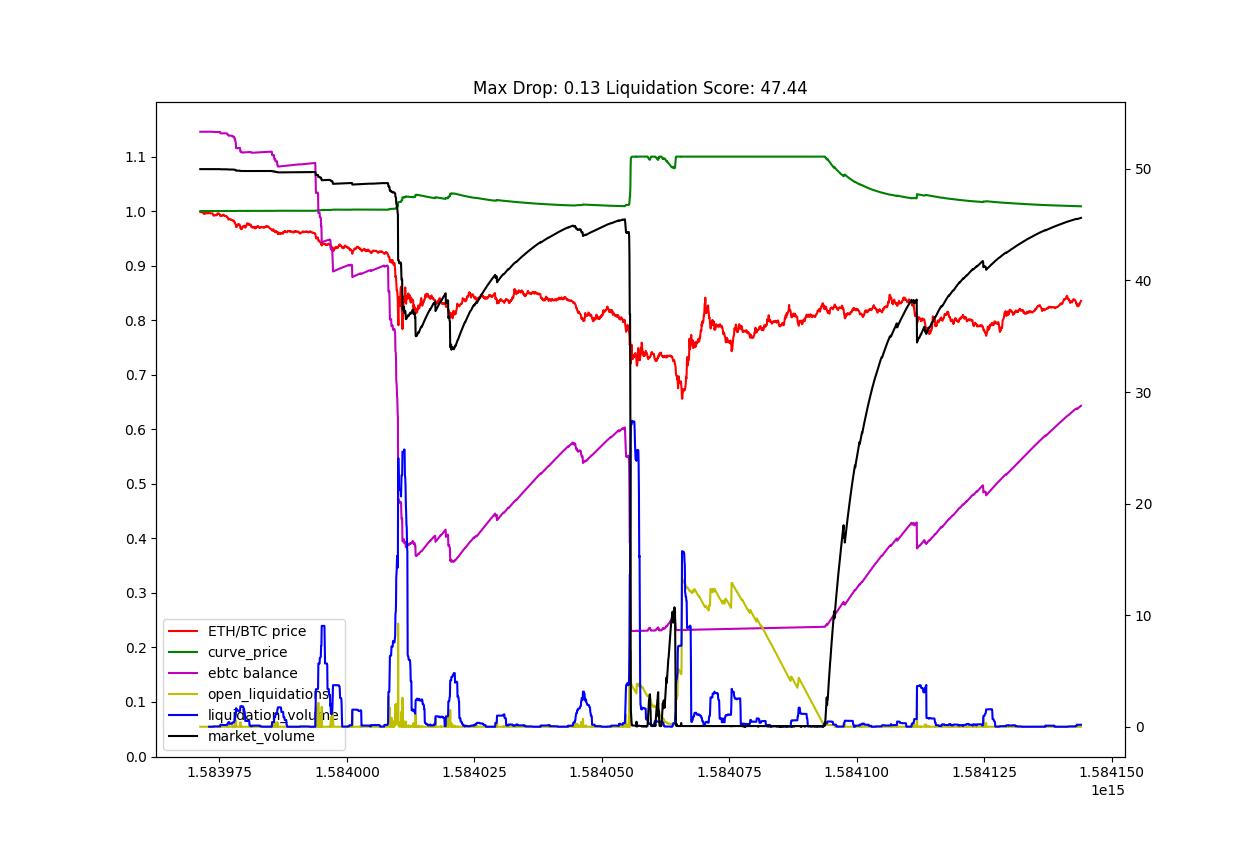 Max Drop: 0.13 Liquidation Score: 47.44
1.1
1.0
0.9
0.8
0.7
0.6
0.5
0.4
0.3
0.2
0.1
0.0
50
40
30
20
10
0
ETH/BTC price
curve_price
ebtc balance
open_liquidations
liquidation_volume
market_volume
1.583975 1.584000 1.584025 1.584050 1.584075 1.584100 1.584125 1.584150
1e15